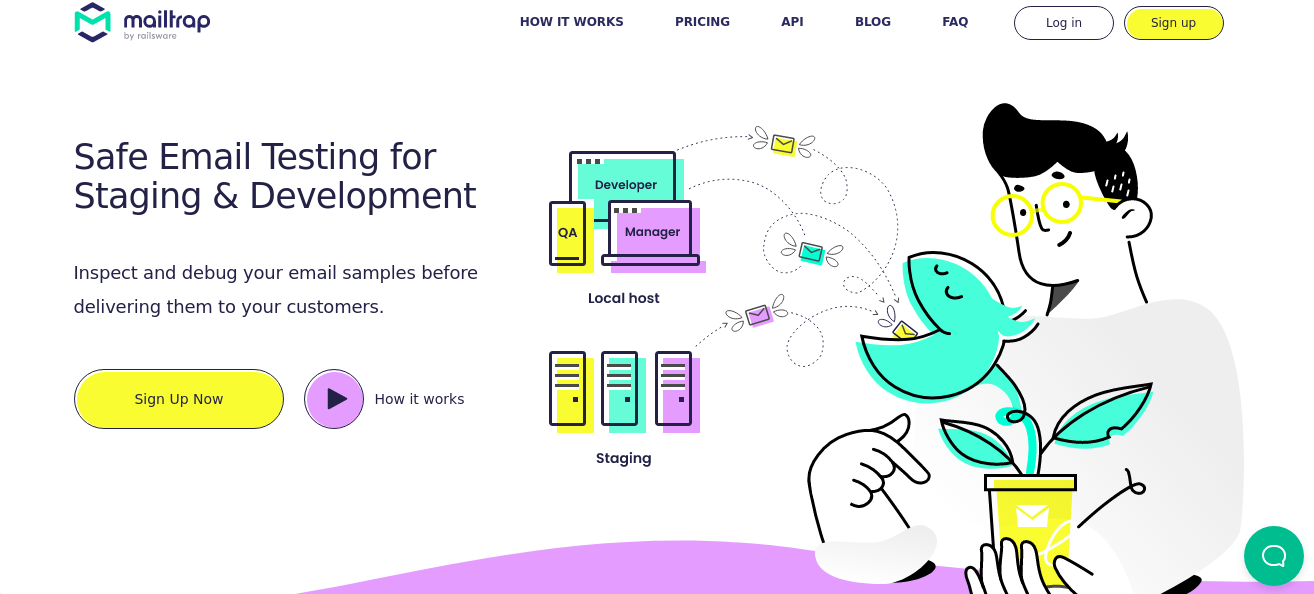 mailtrap
by railsware
HOW IT WORKS
PRICING
API
BLOG
FAQ
Log in
Sign up
Safe Email Testing for
Staging & Development
Inspect and debug your email samples before
delivering them to your customers.
Sign Up Now
How it works
Developer
QA
Manager
Local host
Staging